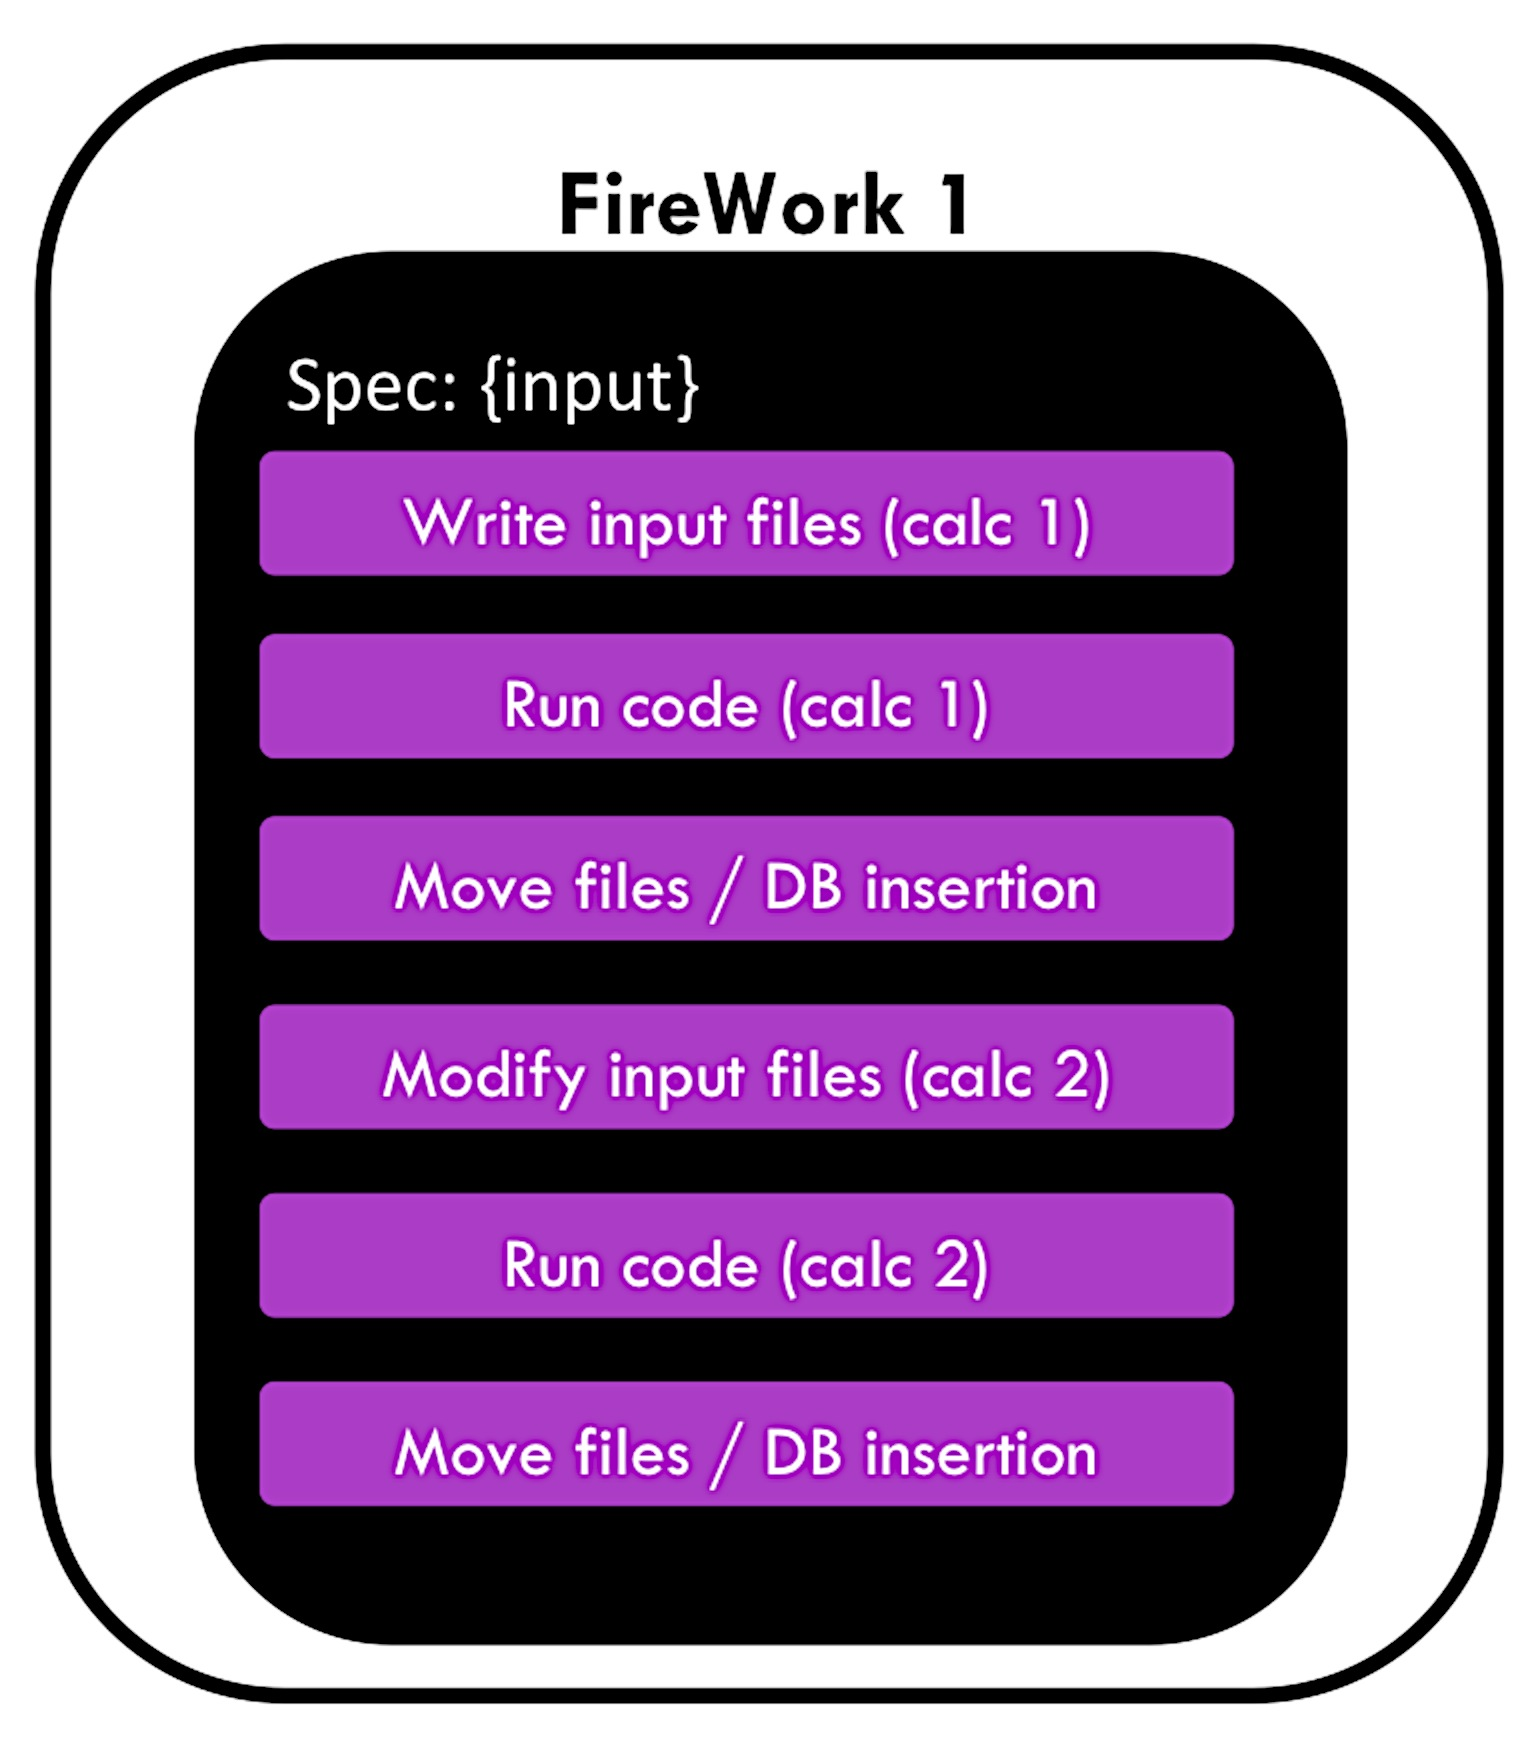 FireWork 1
Spec: {input}
Write input files (calc 1)
Run code (calc 1)
Move files / DB insertion
Modify input files (calc 2)
Run code (calc 2)
Move files / DB insertion